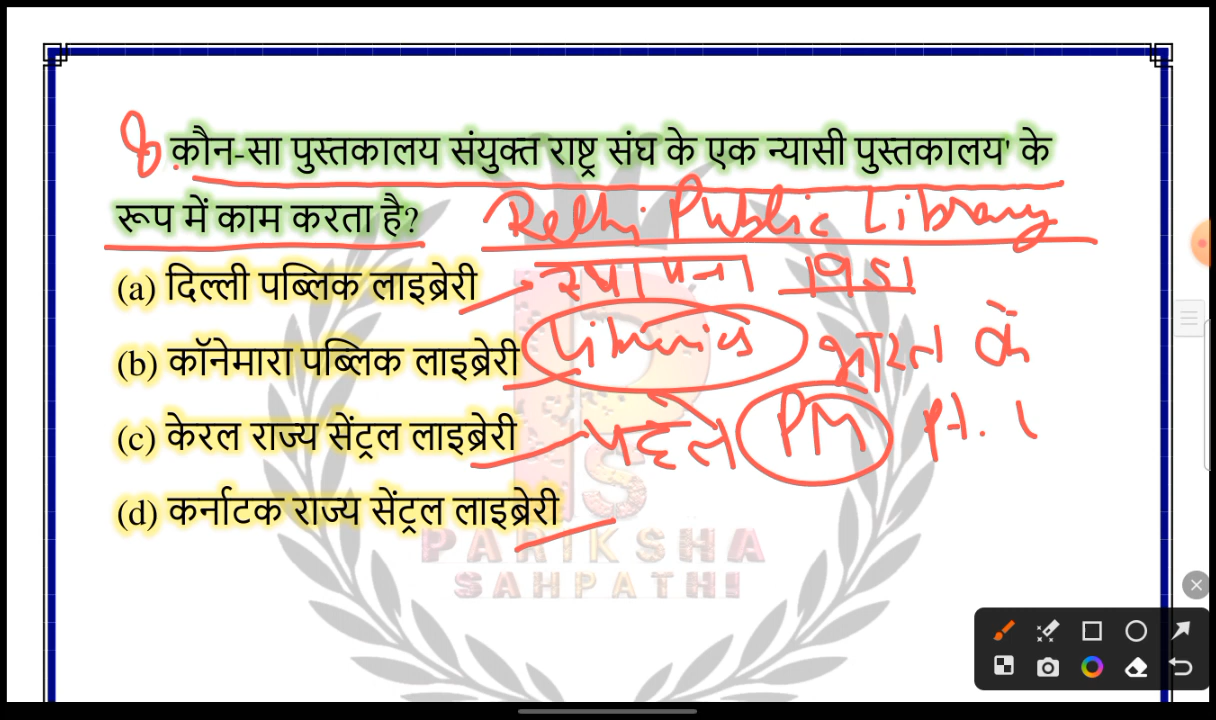 8. कौन-सा पुस्तकालय संयुक्त राष्ट्र संघ के एक न्यासी पुस्तकालय' के
रूप में काम करता है? Delhi Public Library
(a) दिल्ली पब्लिक लाइब्रेरी स्थापना 1951
(b) कॉनेमारा पब्लिक लाइब्रेरी भारत के
(c) केरल राज्य सेंट्रल लाइब्रेरी पहले PM
(d) कर्नाटक राज्य सेंट्रल लाइब्रेरी
PARIKSHA
SAHPATHI